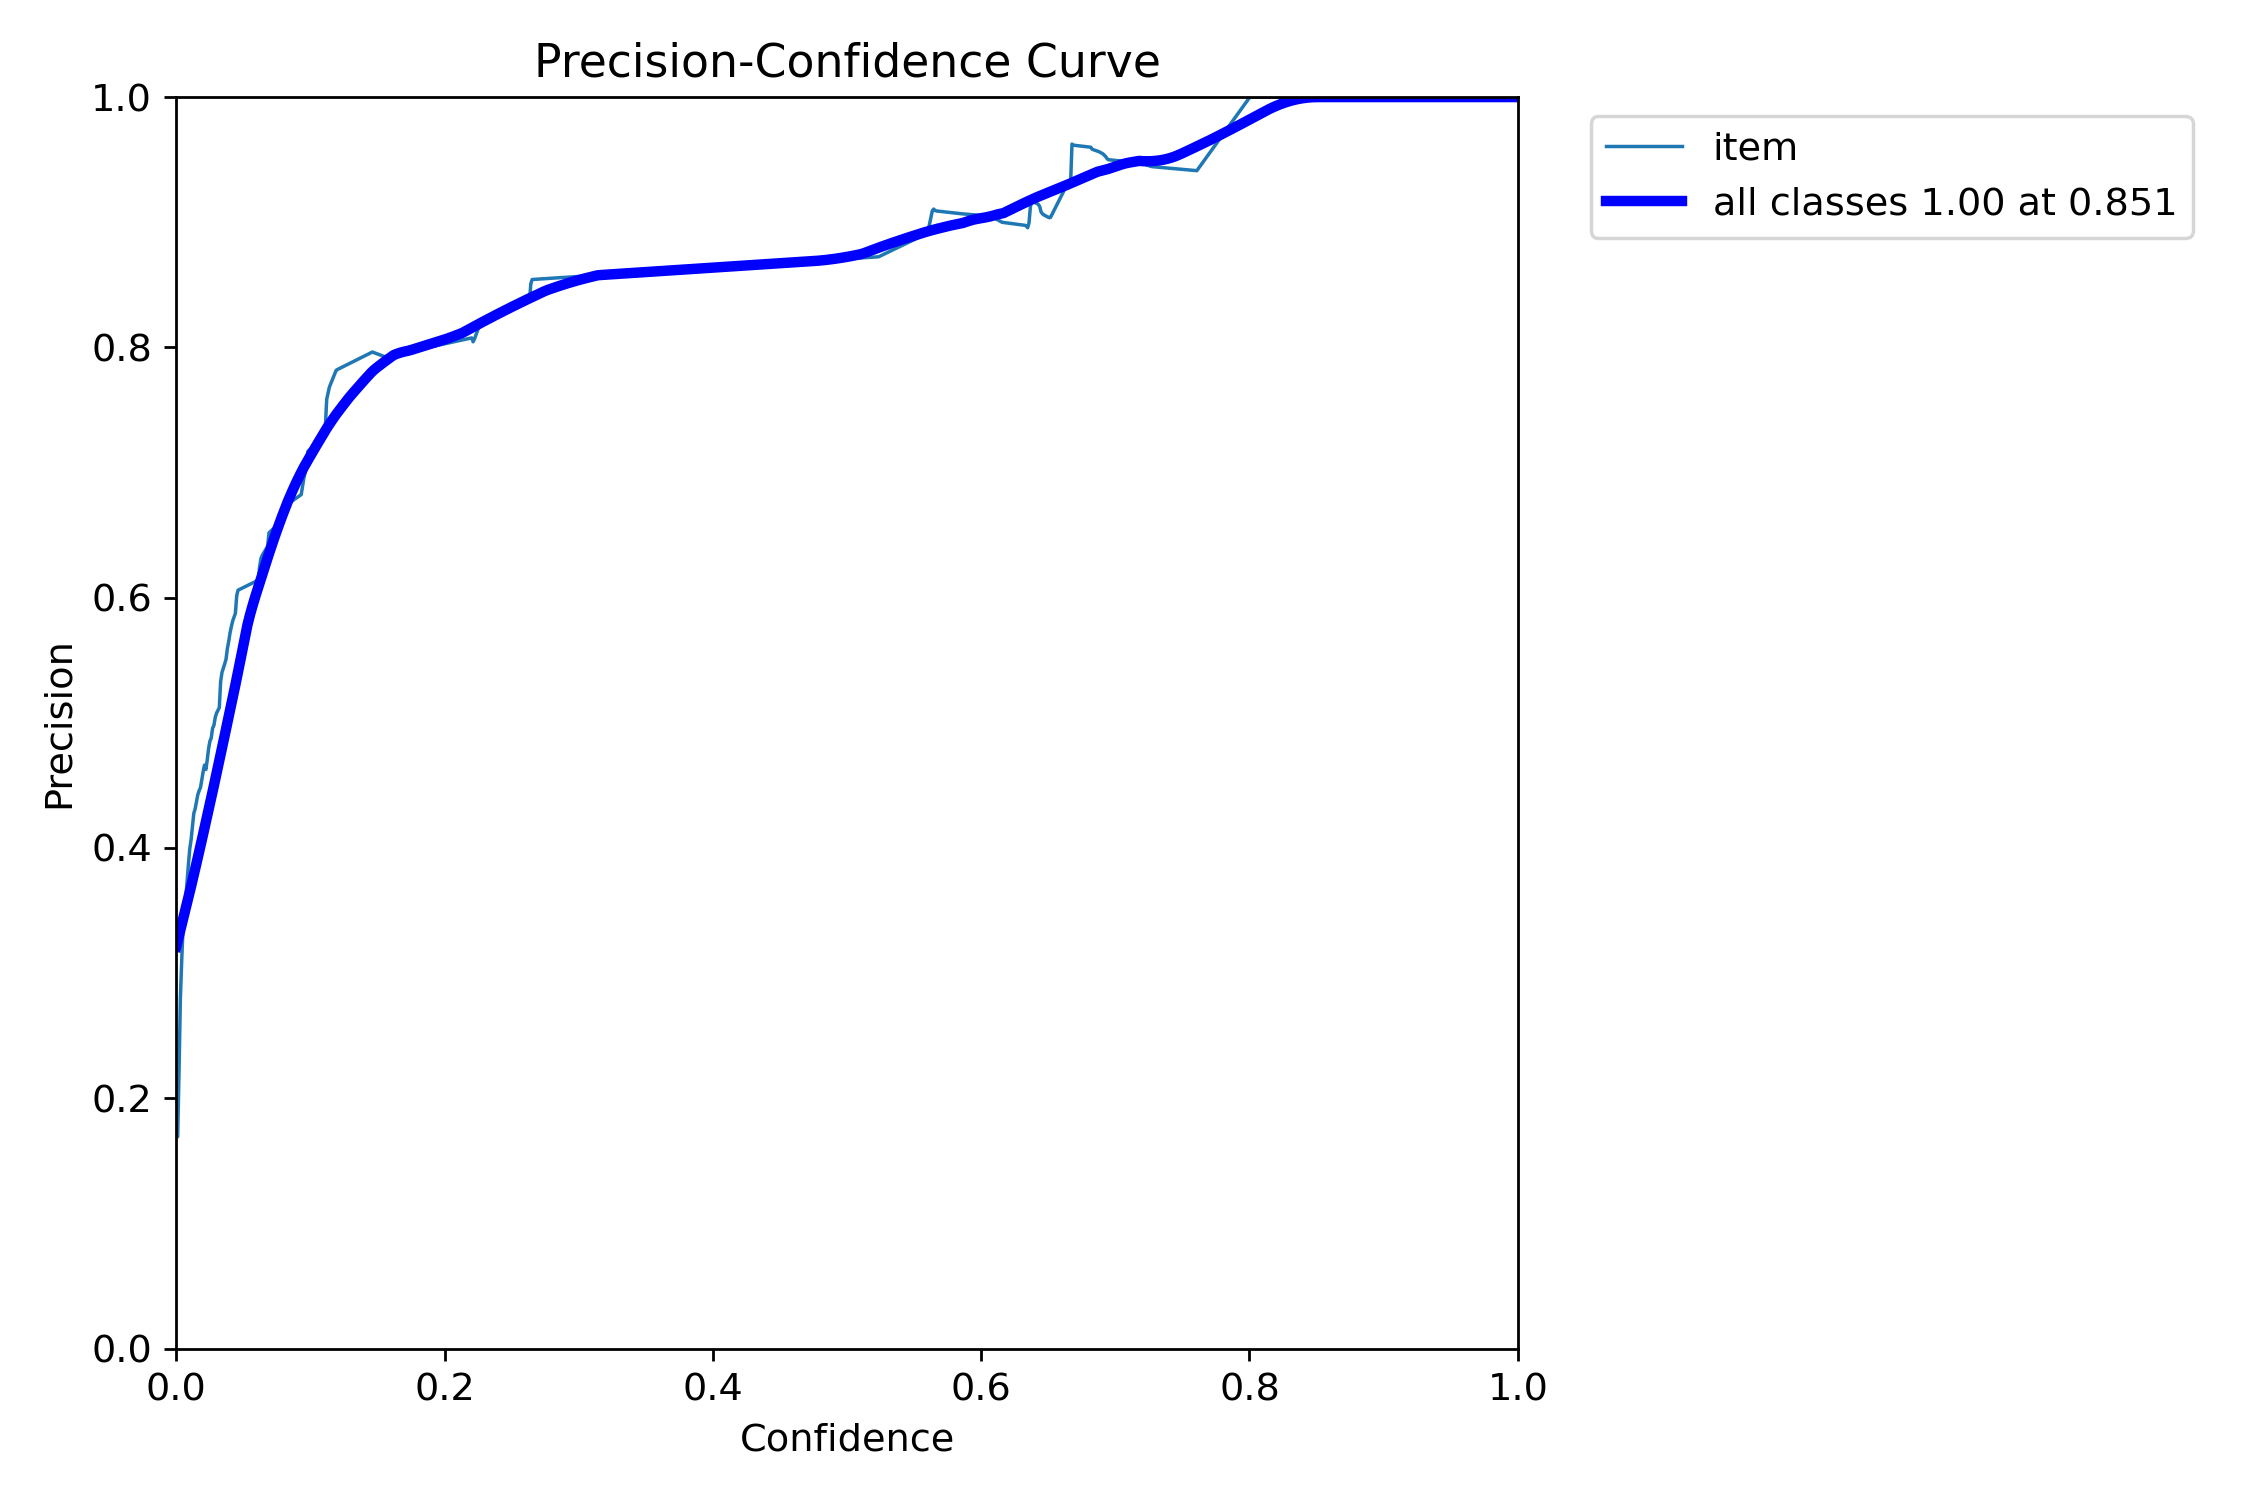 Precision-Confidence Curve
1.0
0.8
0.6
0.4
0.2
0.0
Precision
0.0 0.2 0.4 0.6 0.8 1.0
Confidence
item
all classes 1.00 at 0.851